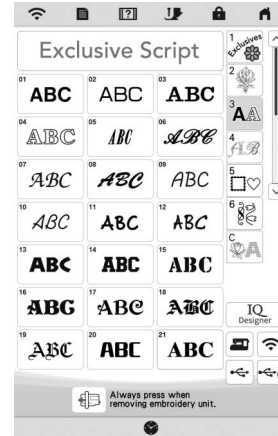 Exclusive Script
01 ABC
02 ABC
03 ABC
04 ABC
05 ABC
06 ABC
07 ABC
08 ABC
09 ABC
10 ABC
11 ABC
12 ABC
13 ABC
14 ABC
15 ABC
16 ABC
17 ABC
18 ABC
19 ABC
20 ABC
21 ABC
1 Exclusives
2
3 AA
4 AB
5
6
C A
IQ
Designer
Always press when
removing embroidery unit.